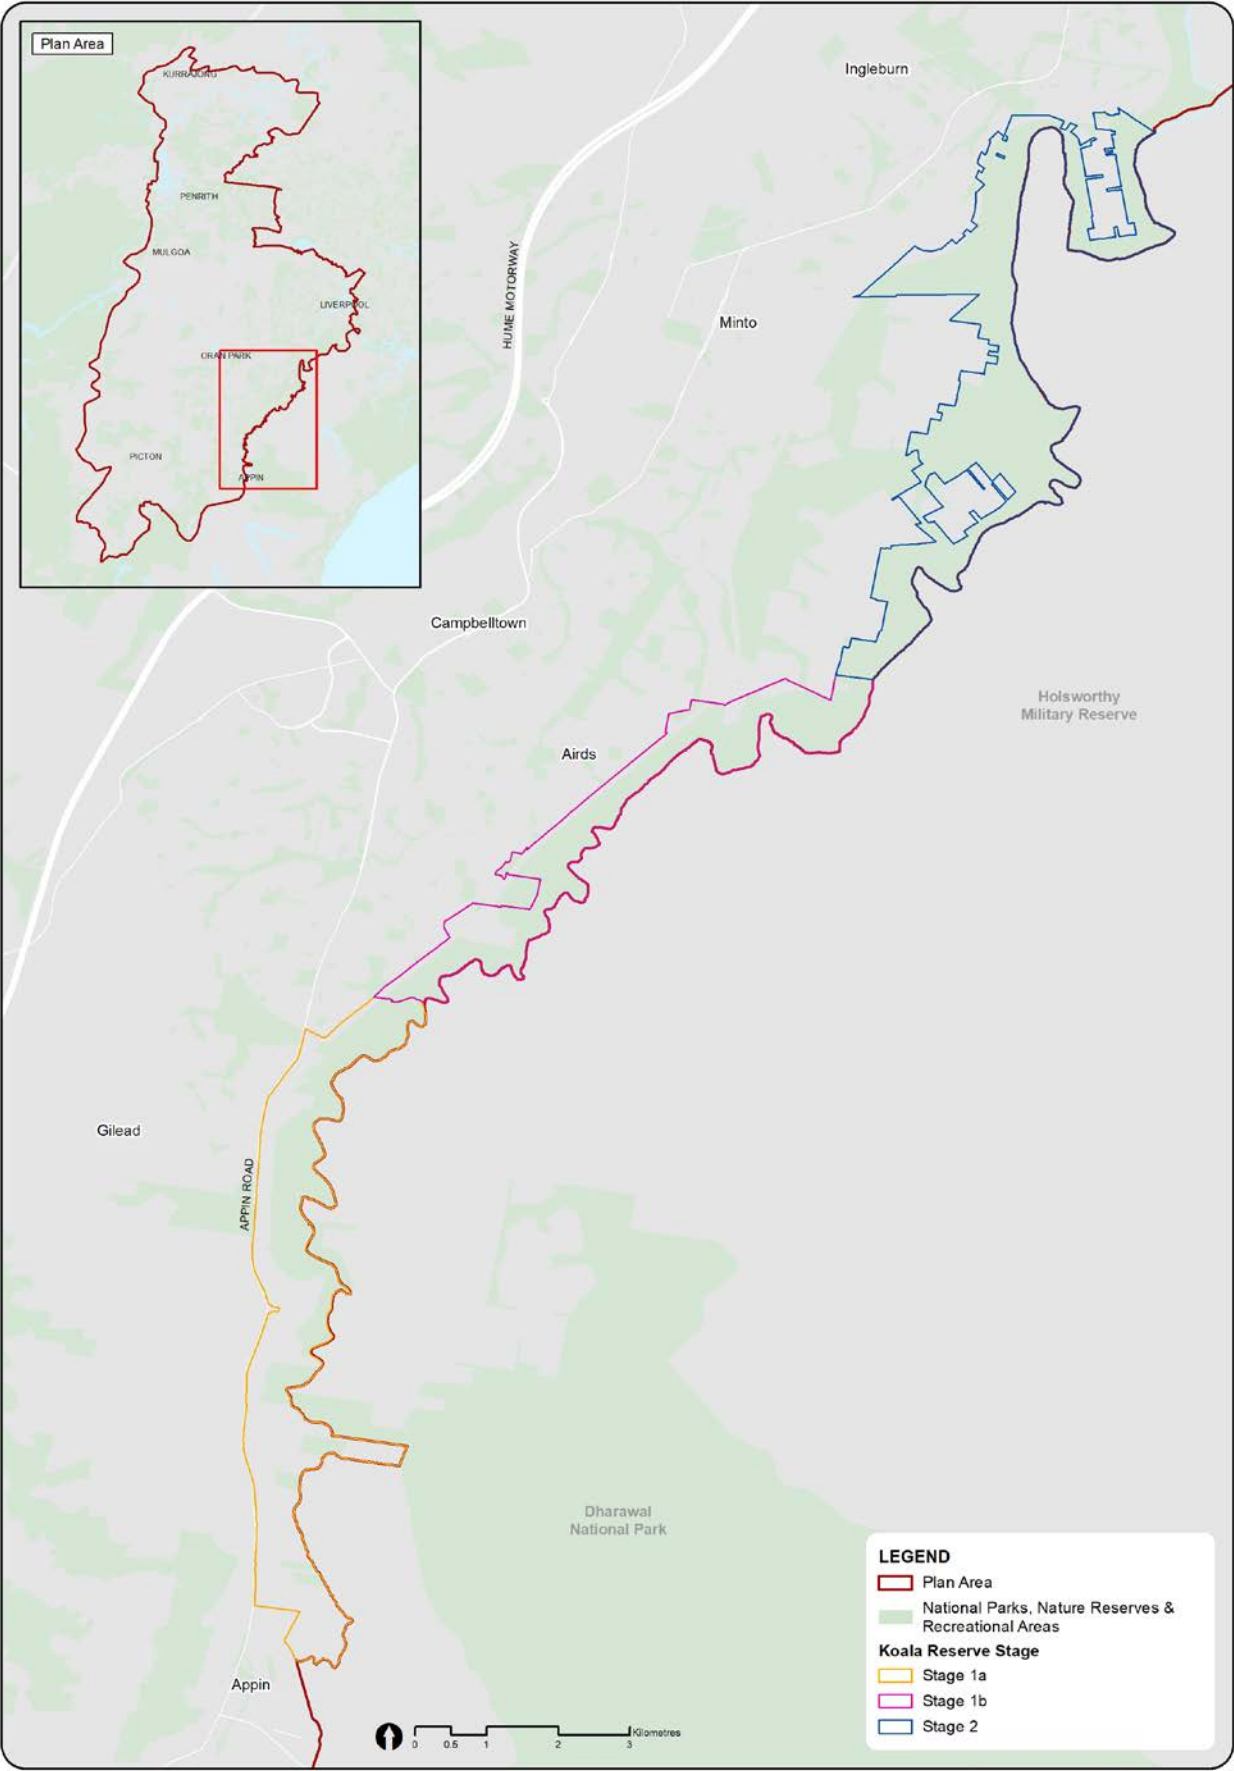 Plan Area
KURRAJONG
PENRITH
MULGOA
LIVERPOOL
ORAN PARK
PICTON
APPIN
Ingleburn
HUME MOTORWAY
Minto
Campbelltown
Holsworthy
Military Reserve
Airds
Gilead
APPIN ROAD
Dharawal
National Park
Appin
LEGEND
Plan Area
National Parks, Nature Reserves &
Recreational Areas
Koala Reserve Stage
Stage 1a
Stage 1b
Stage 2
Kilometres
0 0.5 1 2 3